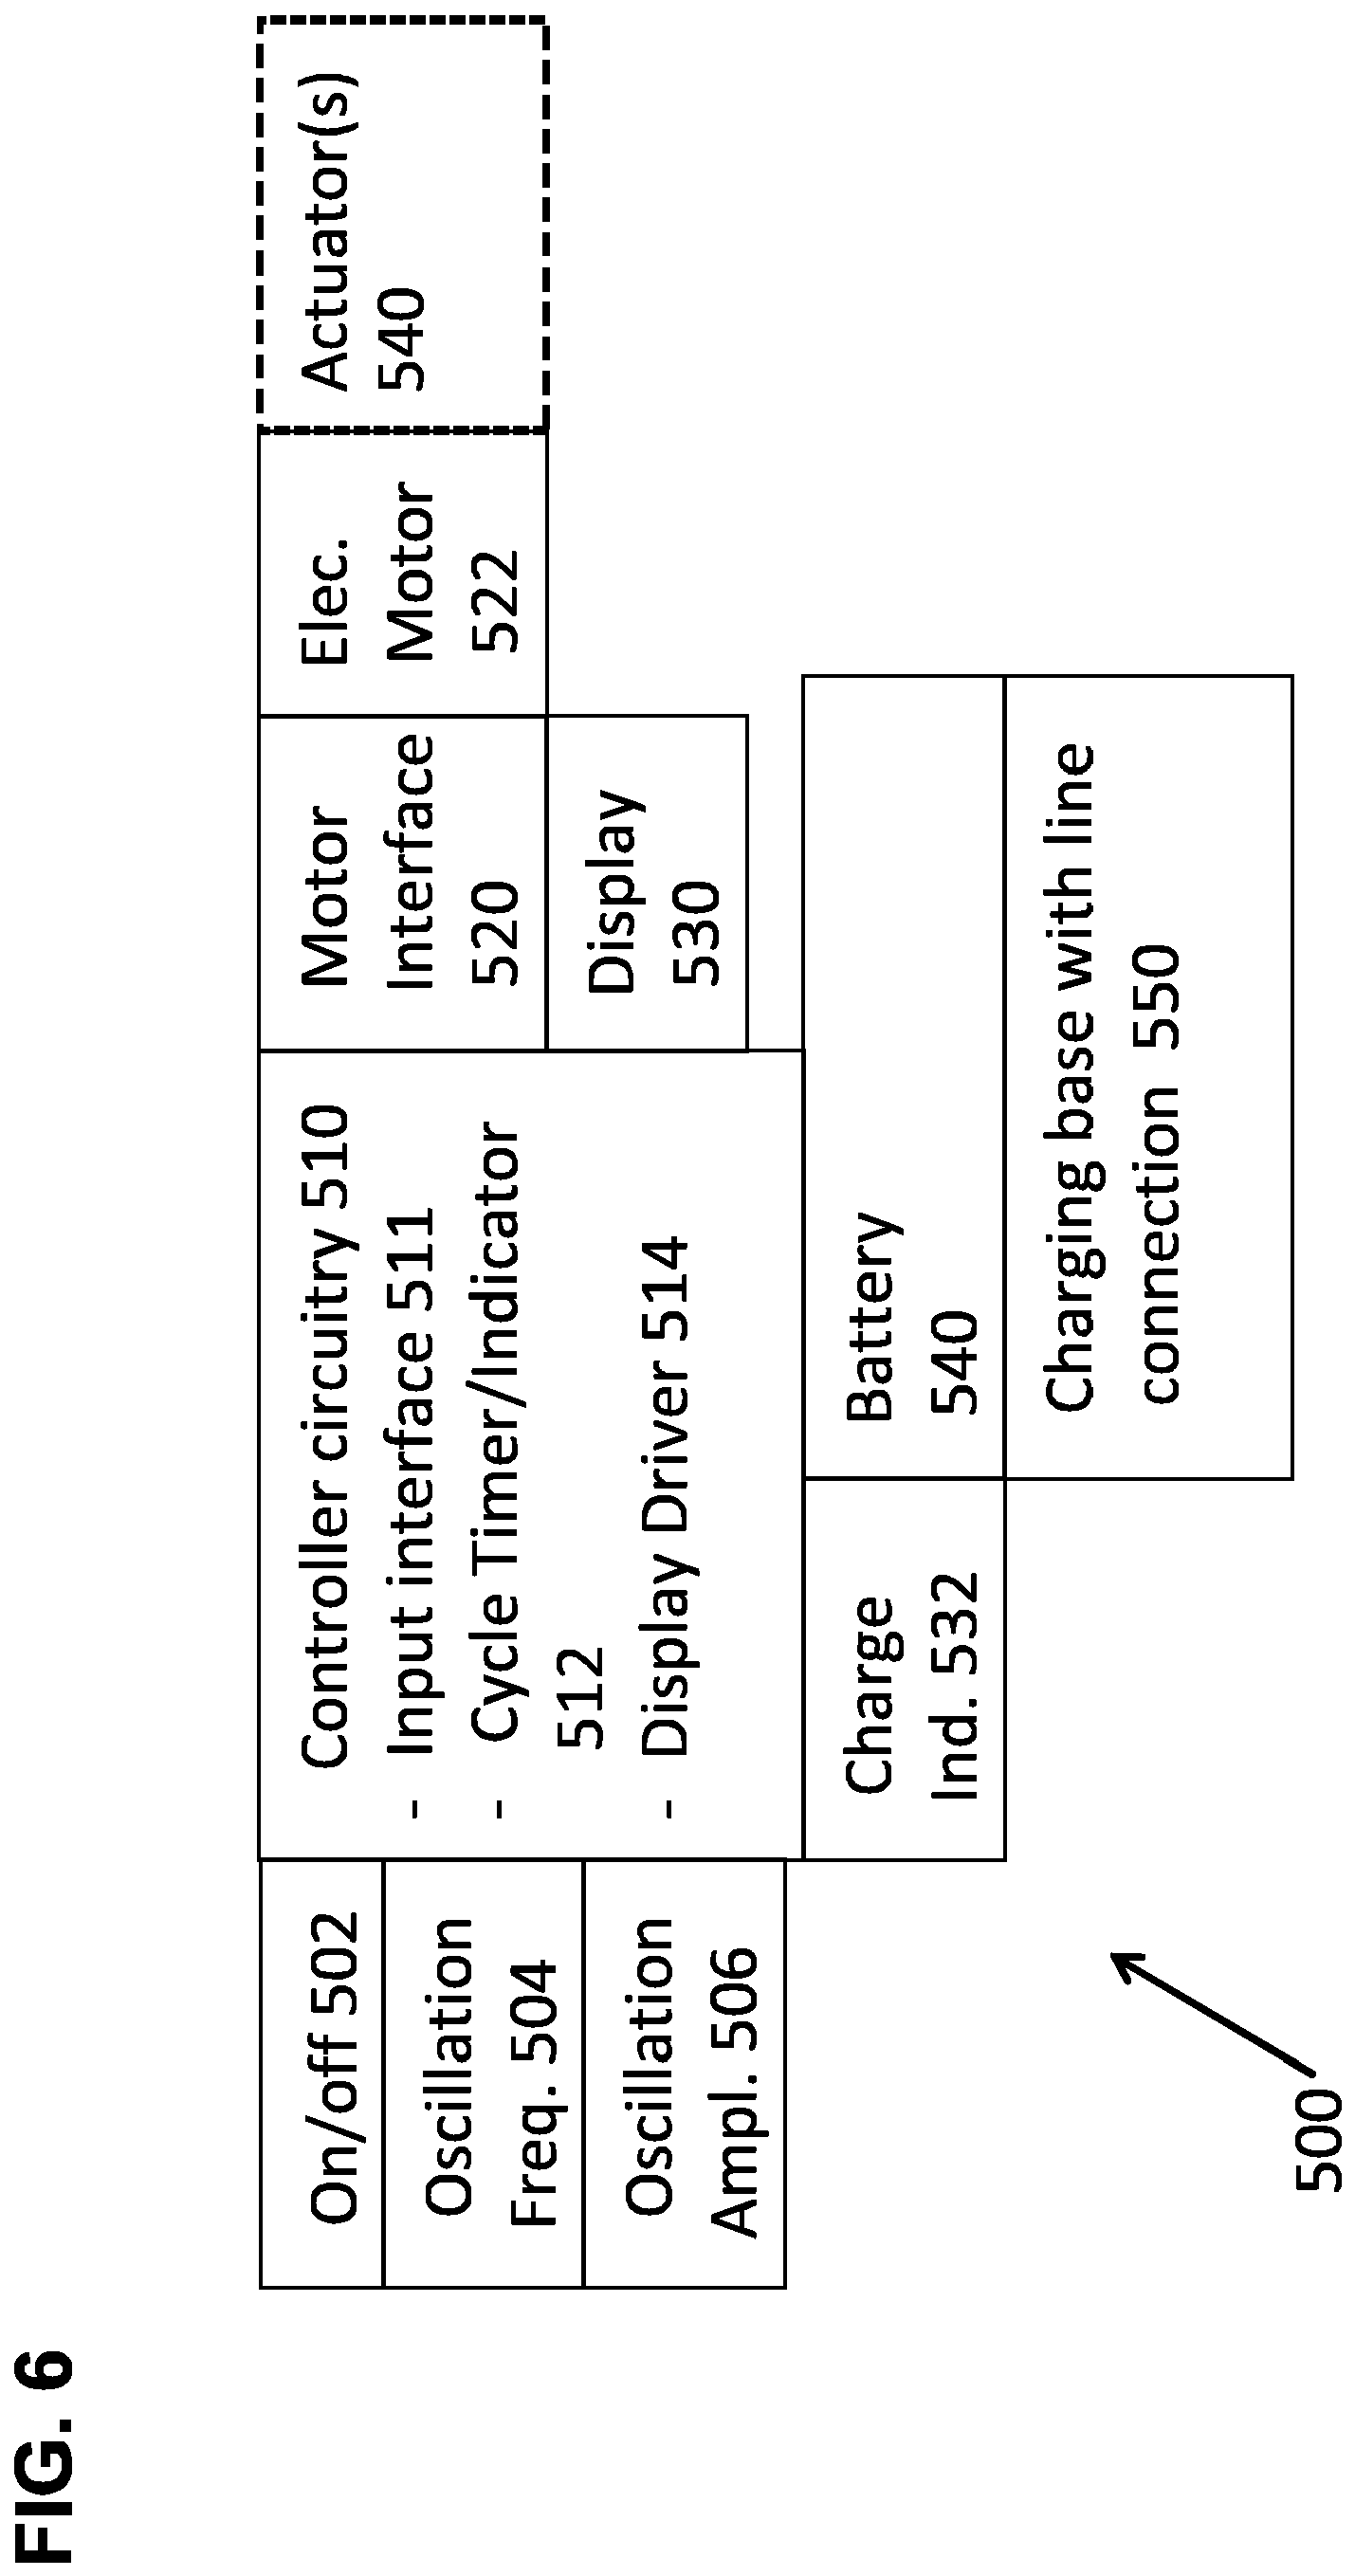 FIG. 6
On/off 502
Oscillation
Freq. 504
Oscillation
Ampl. 506
Controller circuitry 510
- Input interface 511
- Cycle Timer/Indicator
512
- Display Driver 514
Motor
Interface
520
Elec.
Motor
522
Actuator(s)
540
Display
530
Charge
Ind. 532
Battery
540
Charging base with line
connection 550
500